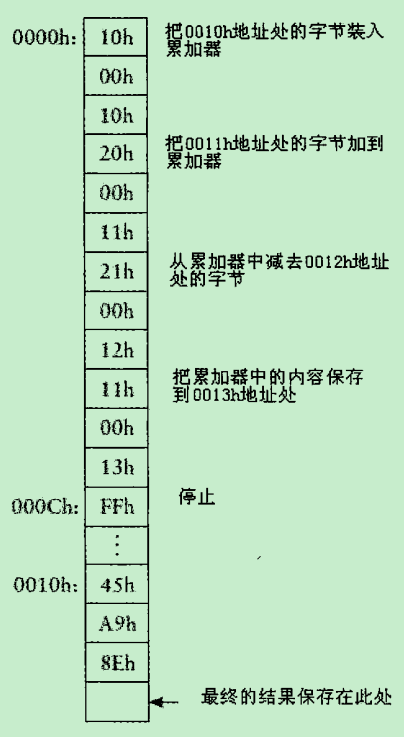 0000h: 10h 把0010h地址处的字节装入
累加器
00h
10h
20h 把0011h地址处的字节加到
累加器
00h
11h
21h 从累加器中减去0012h地址
处的字节
00h
12h
11h 把累加器中的内容保存
到0013h地址处
00h
13h
000Ch: FFh 停止
⋮
0010h: 45h
A9h
8Eh
最终的结果保存在此处